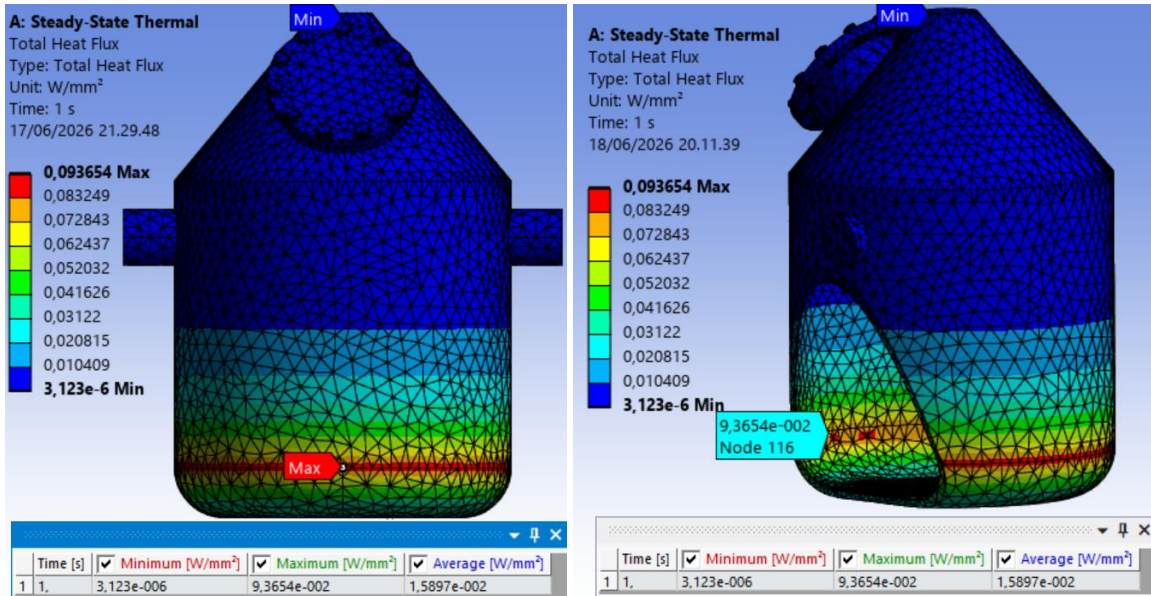 A: Steady-State Thermal
Total Heat Flux
Type: Total Heat Flux
Unit: W/mm²
Time: 1 s
17/06/2026 21.29.48
0,093654 Max
0,083249
0,072843
0,062437
0,052032
0,041626
0,03122
0,020815
0,010409
3,123e-6 Min
Min
Max
Time [s] Minimum [W/mm²] Maximum [W/mm²] Average [W/mm²]
1 1, 3,123e-006 9,3654e-002 1,5897e-002
A: Steady-State Thermal
Total Heat Flux
Type: Total Heat Flux
Unit: W/mm²
Time: 1 s
18/06/2026 20.11.39
0,093654 Max
0,083249
0,072843
0,062437
0,052032
0,041626
0,03122
0,020815
0,010409
3,123e-6 Min
Min
9,3654e-002
Node 116
Time [s] Minimum [W/mm²] Maximum [W/mm²] Average [W/mm²]
1 1, 3,123e-006 9,3654e-002 1,5897e-002